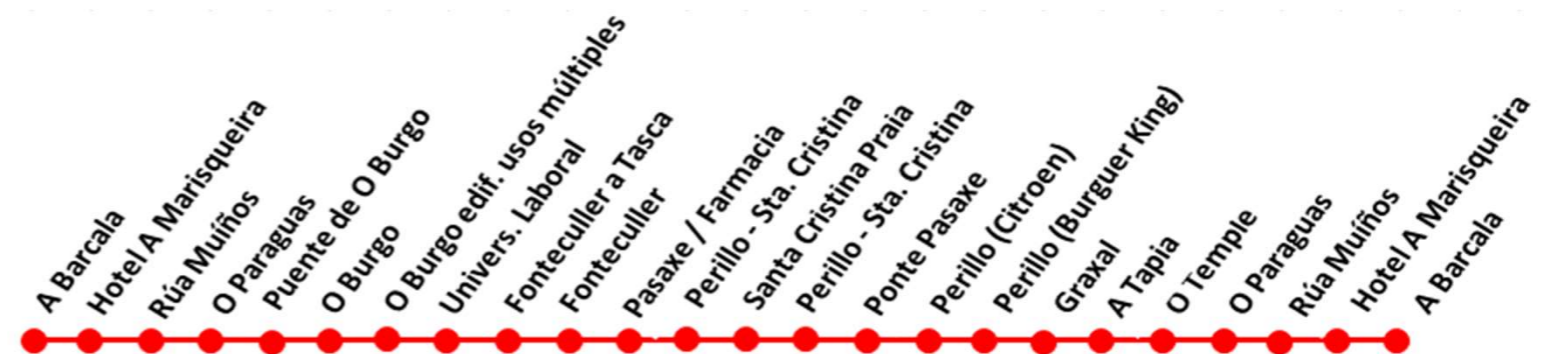 A Barcala
Hotel A Marisqueira
Rúa Muíños
O Paraguas
Puente de O Burgo
O Burgo
O Burgo edif. usos múltiples
Univers. Laboral
Fonteculler a Tasca
Fonteculler
Pasaxe / Farmacia
Perillo - Sta. Cristina
Santa Cristina Praia
Perillo - Sta. Cristina
Ponte Pasaxe
Perillo (Citroen)
Perillo (Burguer King)
Graxal
A Tapia
O Temple
O Paraguas
Rúa Muíños
Hotel A Marisqueira
A Barcala